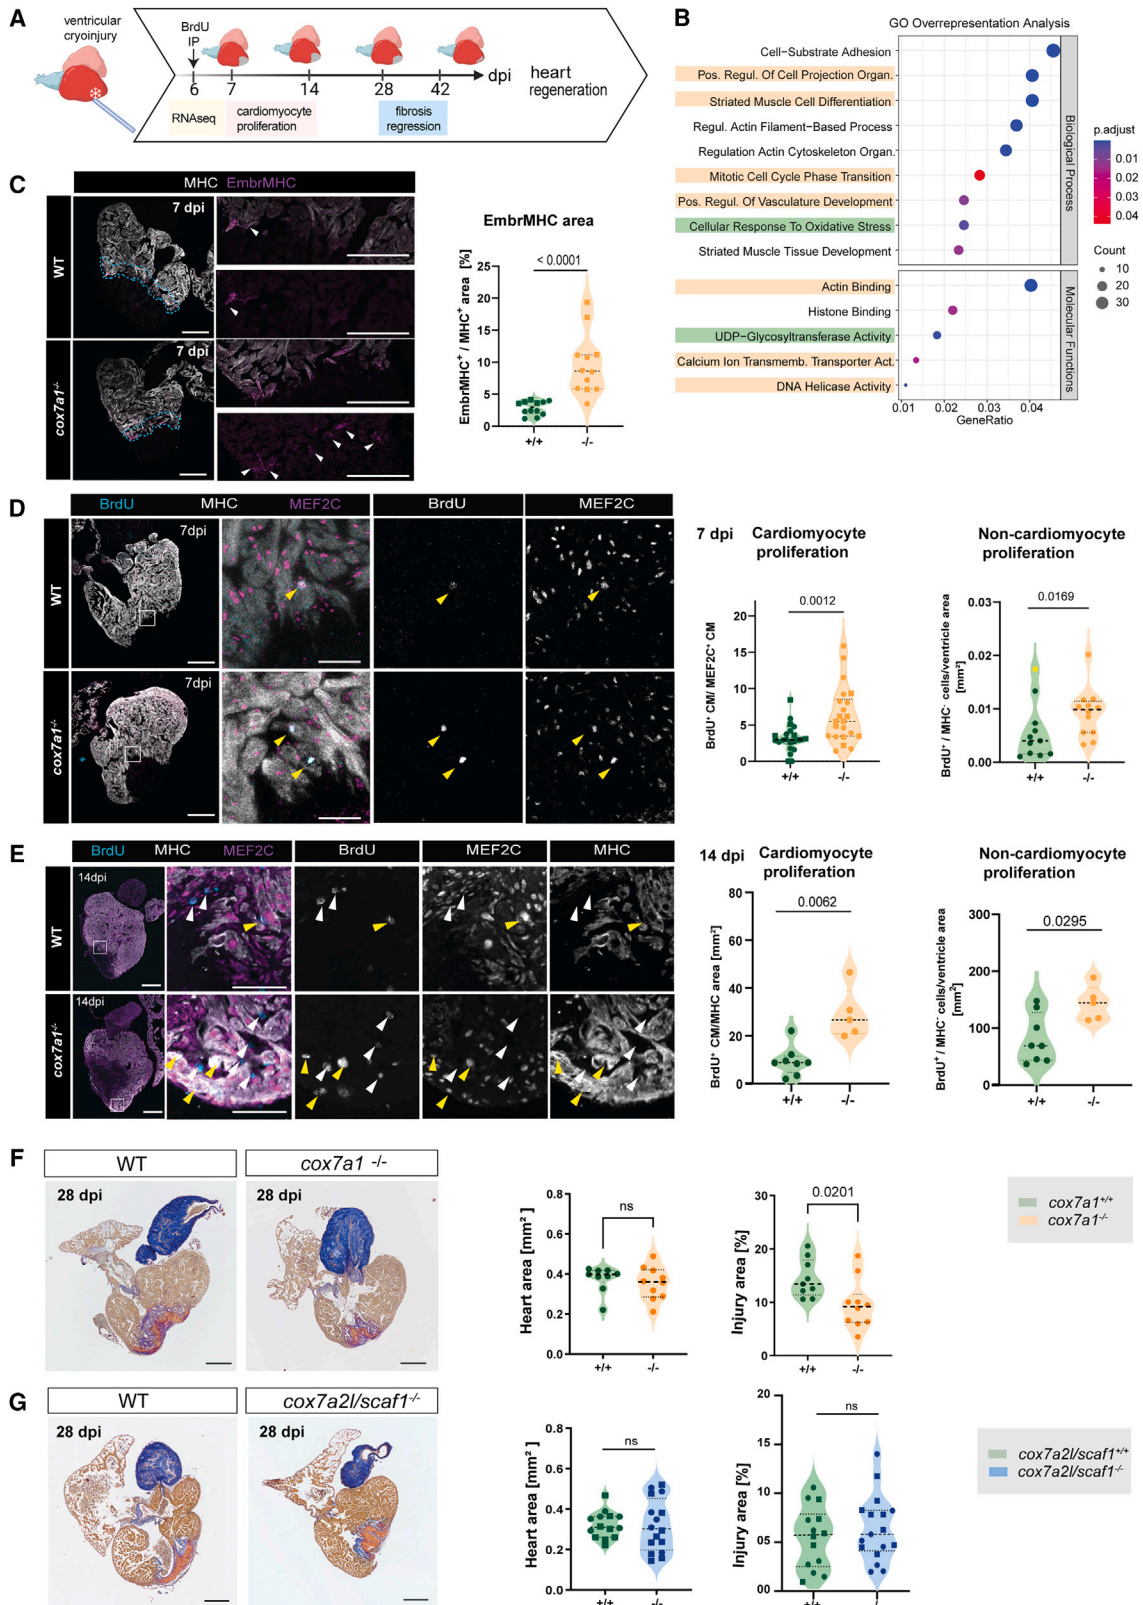 A
ventricular
cryoinjury
BrdU
IP
6
7
14
28
42
dpi
RNAseq
cardiomyocyte
proliferation
fibrosis
regression
heart
regeneration
B
GO Overrepresentation Analysis
Cell−Substrate Adhesion
Pos. Regul. Of Cell Projection Organ.
Striated Muscle Cell Differentiation
Regul. Actin Filament−Based Process
Regulation Actin Cytoskeleton Organ.
Mitotic Cell Cycle Phase Transition
Pos. Regul. Of Vasculature Development
Cellular Response To Oxidative Stress
Striated Muscle Tissue Development
Biological Process
Actin Binding
Histone Binding
UDP−Glycosyltransferase Activity
Calcium Ion Transmemb. Transporter Act.
DNA Helicase Activity
Molecular Functions
0.01 0.02 0.03 0.04
GeneRatio
p.adjust
0.01
0.02
0.03
0.04
Count
10
20
30
C
MHC EmbrMHC
WT
7 dpi
cox7a1-/-
7 dpi
EmbrMHC area
EmbrMHC+ / MHC+ area [%]
< 0.0001
25
20
15
10
5
0
+/+ -/-
D
BrdU MHC MEF2C BrdU MEF2C
WT
7dpi
cox7a1-/-
7dpi
7 dpi Cardiomyocyte
proliferation
BrdU+ CM/ MEF2C+ CM
0.0012
20
15
10
5
0
+/+ -/-
Non-cardiomyocyte
proliferation
BrdU+ / MHC- cells/ventricle area
[mm²]
0.0169
0.03
0.02
0.01
0.00
+/+ -/-
E
BrdU MHC MEF2C BrdU MEF2C MHC
WT
14dpi
cox7a1-/-
14dpi
14 dpi Cardiomyocyte
proliferation
BrdU+ CM/MHC area [mm²]
0.0062
80
60
40
20
0
+/+ -/-
Non-cardiomyocyte
proliferation
BrdU+ / MHC- cells/ventricle area
[mm²]
0.0295
300
200
100
0
+/+ -/-
F
WT
cox7a1 -/-
28 dpi
28 dpi
Heart area [mm² ]
ns
0.8
0.6
0.4
0.2
0.0
+/+ -/-
Injury area [%]
0.0201
30
20
10
0
+/+ -/-
cox7a1+/+
cox7a1-/-
G
WT
cox7a2l/scaf1-/-
28 dpi
28 dpi
Heart area [mm² ]
ns
0.8
0.6
0.4
0.2
0.0
+/+ -/-
Injury area [%]
ns
20
15
10
05
00
+/+ -/
cox7a2l/scaf1+/+
cox7a2l/scaf1-/-